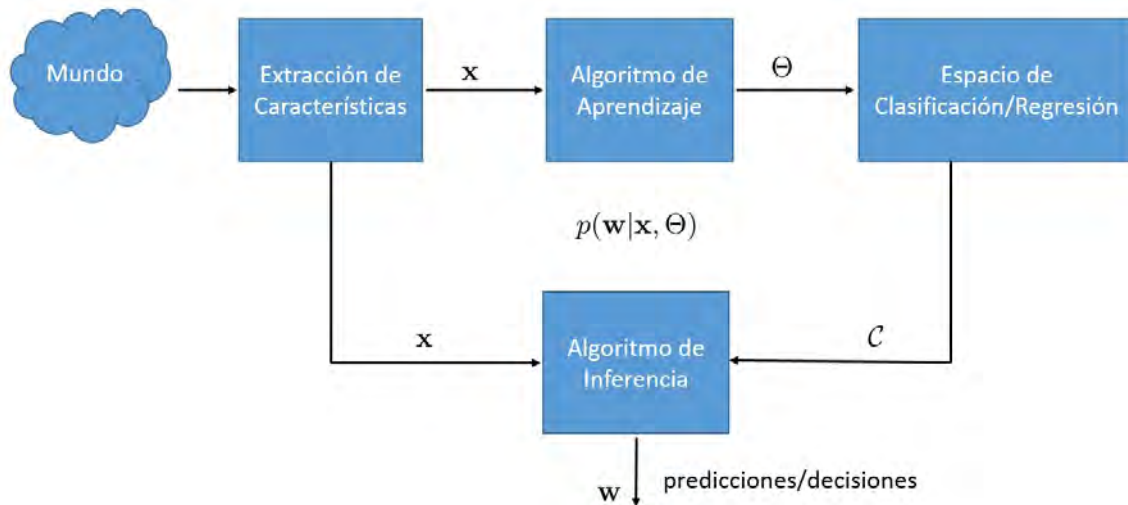 Mundo
Extracción de
Características
x
Algoritmo de
Aprendizaje
Θ
Espacio de
Clasificación/Regresión
p(w|x, Θ)
x
Algoritmo de
Inferencia
C
w
predicciones/decisiones